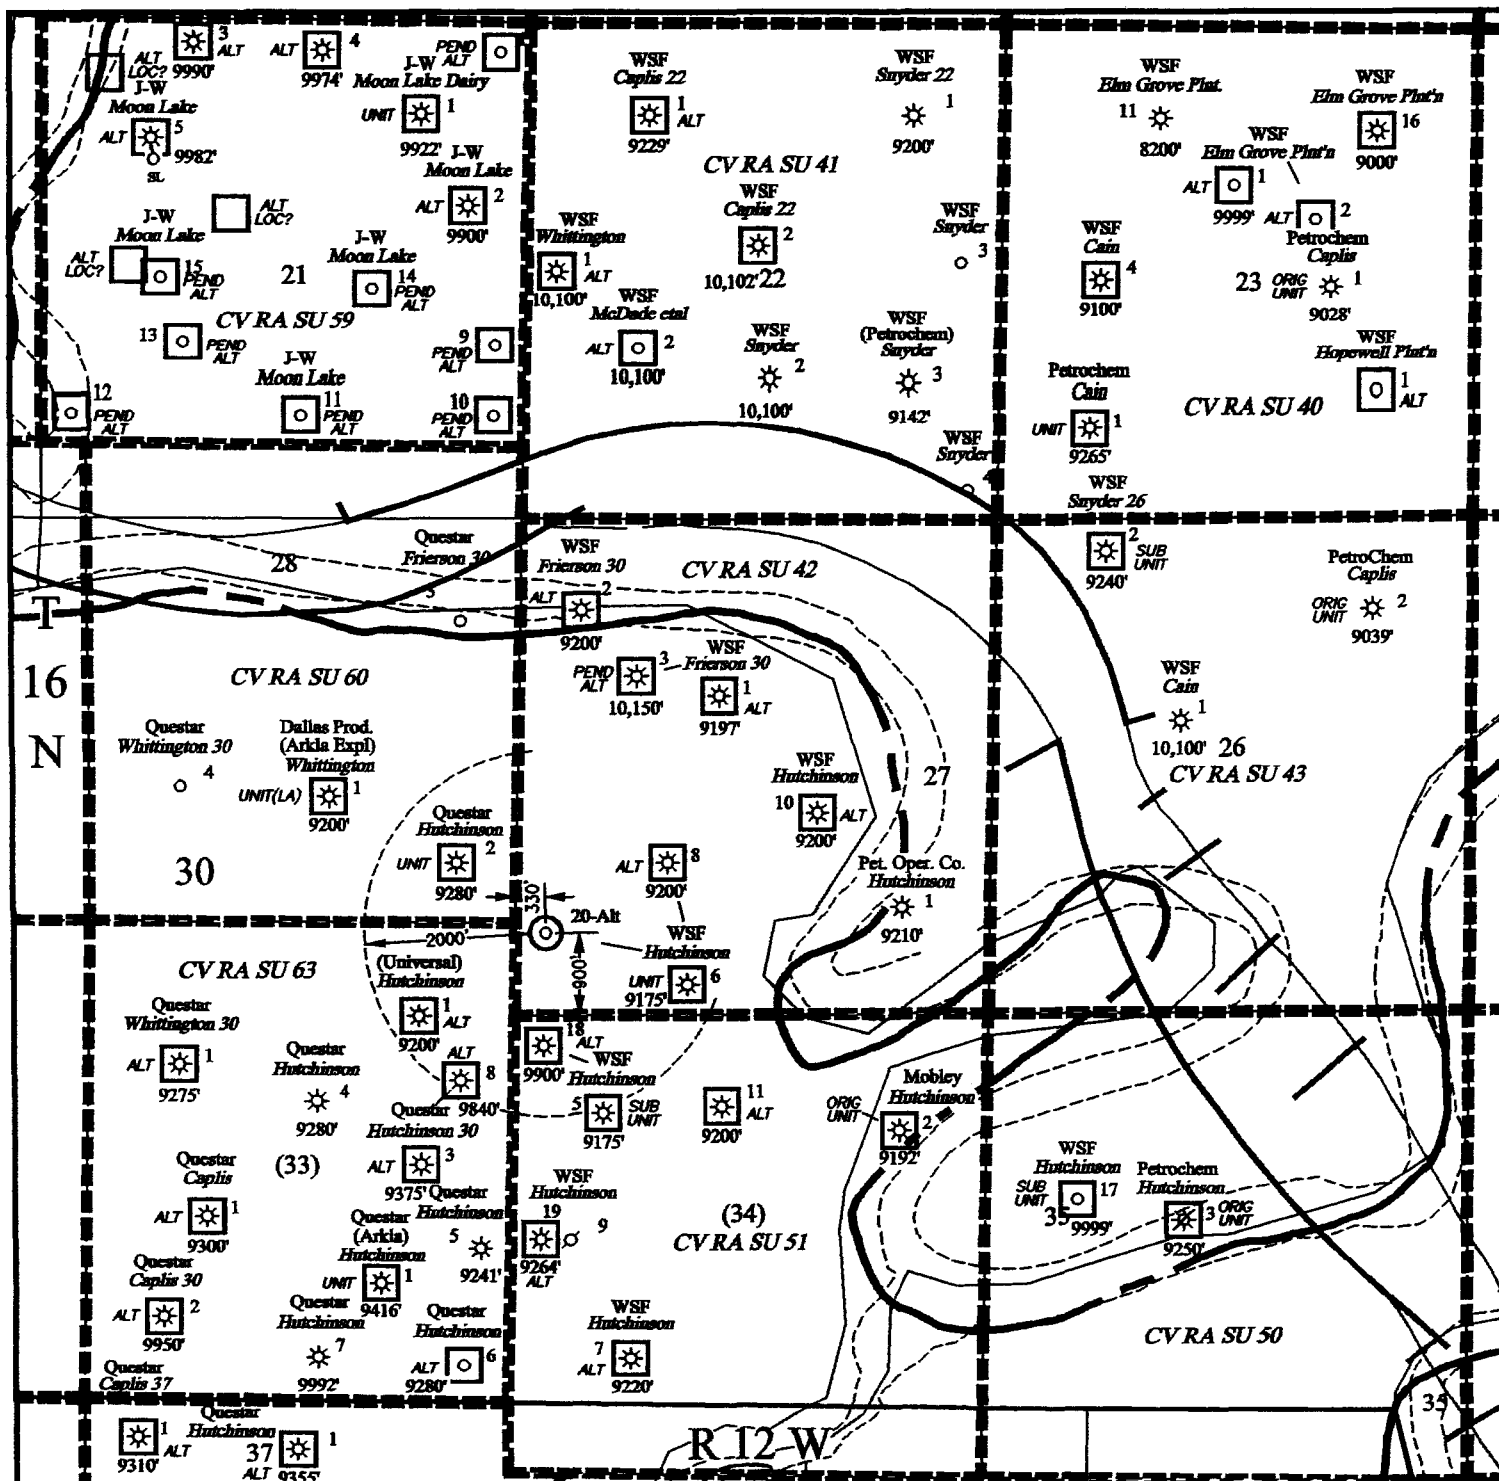 3
ALT
9990'
ALT
LOC?
J-W
Moon Lake
ALT
5
9982'
SL
ALT
4
9974'
PEND
ALT
J-W
Moon Lake Dairy
UNIT
1
9922'
J-W
Moon Lake
ALT
2
9900'
ALT
LOC?
J-W
Moon Lake
ALT
LOC?
15
PEND
ALT
21
J-W
Moon Lake
14
PEND
ALT
CV RA SU 59
13
PEND
ALT
9
PEND
ALT
J-W
Moon Lake
11
PEND
ALT
10
PEND
ALT
12
PEND
ALT
WSF
Caplis 22
1
ALT
9229'
WSF
Snyder 22
1
9200'
CV RA SU 41
WSF
Caplis 22
2
10,102'
22
WSF
Whittington
1
ALT
10,100'
WSF
Snyder
3
WSF
McDade etal
ALT
2
10,100'
WSF
Snyder
2
10,100'
WSF
(Petrochem)
Snyder
3
9142'
WSF
Snyder
4
WSF
Elm Grove Plnt.
11
8200'
WSF
Elm Grove Plnt'n
16
9000'
WSF
Elm Grove Plnt'n
ALT
1
9999'
ALT
2
Petrochem
Caplis
23
ORIG
UNIT
1
9028'
WSF
Cain
4
9100'
WSF
Hopewell Plnt'n
1
ALT
CV RA SU 40
Petrochem
Cain
UNIT
1
9265'
WSF
Snyder 26
2
SUB
UNIT
9240'
PetroChem
Caplis
ORIG
UNIT
2
9039'
WSF
Cain
1
10,100'
26
CV RA SU 43
T
16
N
28
Questar
Frierson 30
3
CV RA SU 60
Questar
Whittington 30
4
Dallas Prod.
(Arkla Expl)
Whittington
UNIT(LA)
1
9200'
Questar
Hutchinson
UNIT
2
9280'
30
WSF
Frierson 30
ALT
2
9200'
CV RA SU 42
PEND
ALT
3
10,150'
WSF
Frierson 30
1
ALT
9197'
27
WSF
Hutchinson
10
ALT
9200'
ALT
8
9200'
Pet. Oper. Co.
Hutchinson
1
9210'
330'
20-Alt
2000'
900'
WSF
Hutchinson
UNIT
6
9175'
CV RA SU 63
(Universal)
Hutchinson
1
ALT
9200'
Questar
Whittington 30
ALT
1
9275'
Questar
Hutchinson
4
9280'
ALT
8
9840'
Questar
Hutchinson 30
ALT
3
9375'
(33)
Questar
Caplis
ALT
1
9300'
Questar
Hutchinson
5
9241'
Questar
(Arkla)
Hutchinson
UNIT
1
9416'
Questar
Caplis 30
ALT
2
9950'
Questar
Hutchinson
7
9992'
Questar
Hutchinson
ALT
6
9280'
Questar
Caplis 37
1
ALT
9310'
Questar
Hutchinson
37
1
ALT
9355'
18
ALT
9900'
WSF
Hutchinson
5
SUB
UNIT
9175'
11
ALT
9200'
WSF
Hutchinson
19
9264'
ALT
9
(34)
CV RA SU 51
WSF
Hutchinson
7
ALT
9220'
Mobley
Hutchinson
ORIG
UNIT
2
9192'
WSF
Hutchinson
SUB
UNIT
17
35
9999'
Petrochem
Hutchinson
3
ORIG
UNIT
9250'
CV RA SU 50
35
R 12 W